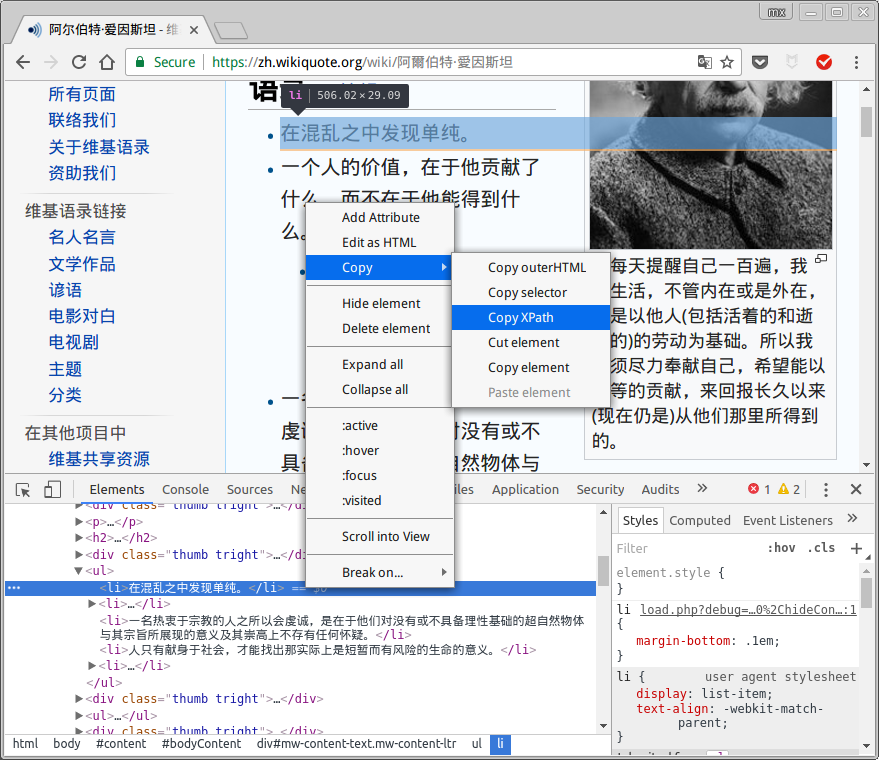 mx
阿尔伯特·爱因斯坦 - 维
Secure
https://zh.wikiquote.org/wiki/阿爾伯特·愛因斯坦
所有页面
联络我们
关于维基语录
资助我们
维基语录链接
名人名言
文学作品
谚语
电影对白
电视剧
主题
分类
在其他项目中
维基共享资源
li 506.02×29.09
在混乱之中发现单纯。
一个人的价值，在于他贡献了
什么，而不在于他能得到什
么。
虔
对没有或不
具
自然物体与
每天提醒自己一百遍，我
生活，不管内在或是外在，
是以他人(包括活着的和逝
的)的劳动为基础。所以我
须尽力奉献自己，希望能以
等的贡献，来回报长久以来
(现在仍是)从他们那里所得到
的。
Add Attribute
Edit as HTML
Copy
Hide element
Delete element
Expand all
Collapse all
:active
:hover
:focus
:visited
Scroll into View
Break on...
Copy outerHTML
Copy selector
Copy XPath
Cut element
Copy element
Paste element
Elements Console Sources Ne iles Application Security Audits » 1 2
<div class="thumb tright">…</div>
<p>…</p>
<h2>…</h2>
<div class="thumb tright">…</div>
<ul>
<li>在混乱之中发现单纯。</li> == $0
<li>…</li>
<li>一名热衷于宗教的人之所以会虔诚，是在于他们对没有或不具备理性基础的超自然物体
与其宗旨所展现的意义及其崇高上不存有任何怀疑。</li>
<li>人只有献身于社会，才能找出那实际上是短暂而有风险的生命的意义。</li>
<li>…</li>
</ul>
<div class="thumb tright">…</div>
<ul>…</ul>
<div class="thumb tright">…</div>
html body #content #bodyContent div#mw-content-text.mw-content-ltr ul li
Styles Computed Event Listeners »
Filter :hov .cls +
element.style {
}
li load.php?debug=…0%2ChideCon…:1
{
margin-bottom: .1em;
}
li { user agent stylesheet
display: list-item;
text-align: -webkit-match-
parent;
}